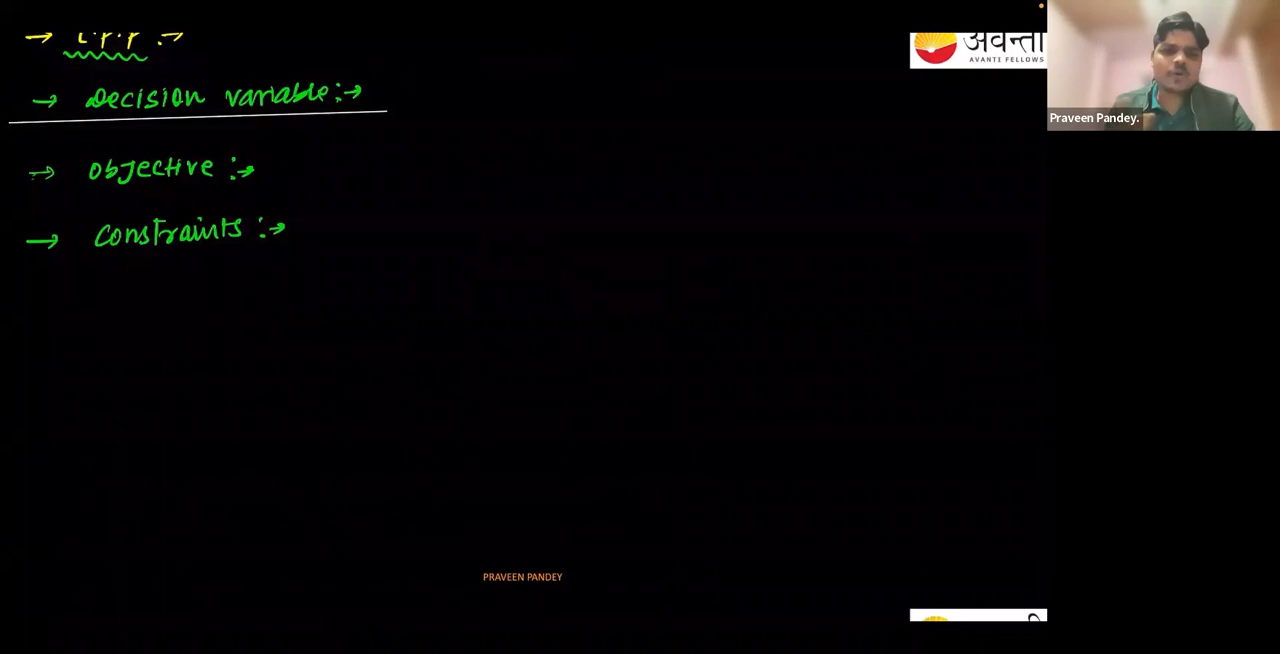 → L.P.P :→
अवन्ती
AVANTI FELLOWS
Praveen Pandey.
→ Decision variable :→
→ objective :→
→ constraints :→
PRAVEEN PANDEY